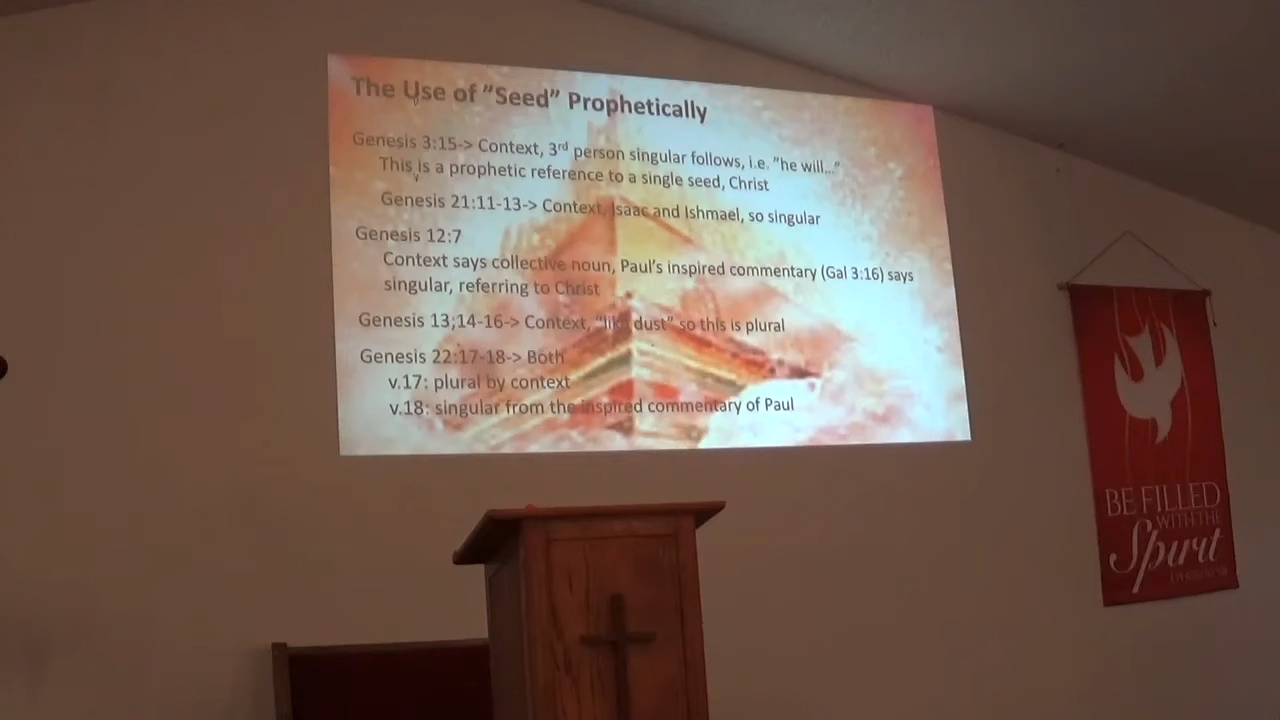 The Use of "Seed" Prophetically
Genesis 3:15-> Context, 3rd person singular follows, i.e. "he will..."
This is a prophetic reference to a single seed, Christ
Genesis 21:11-13-> Context, Isaac and Ishmael, so singular
Genesis 12:7
Context says collective noun, Paul's inspired commentary (Gal 3:16) says
singular, referring to Christ
Genesis 13;14-16-> Context, "like dust" so this is plural
Genesis 22:17-18-> Both
v.17: plural by context
v.18: singular from the inspired commentary of Paul
BE FILLED
WITH THE
Spirit